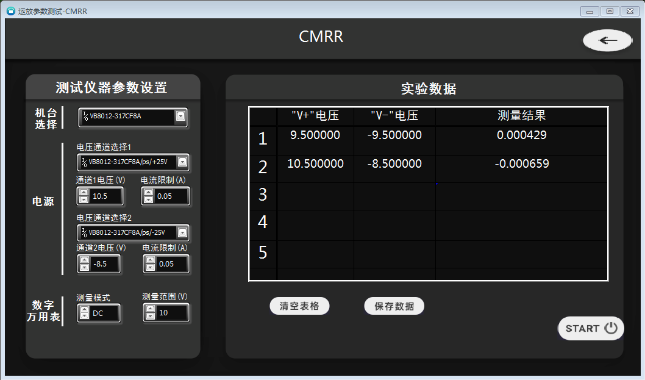 运放参数测试-CMRR
CMRR
测试仪器参数设置
机台
选择
VB8012-317CF8A
电源
电压通道选择1
VB8012-317CF8A/ps/+25V
通道1电压(V) 电流限制(A)
10.5 0.05
电压通道选择2
VB8012-317CF8A/ps/-25V
通道2电压(V) 电流限制(A)
-8.5 0.05
数字
万用表
测量模式 测量范围(V)
DC 10
实验数据
"V+"电压 "V-"电压 测量结果
1 9.500000 -9.500000 0.000429
2 10.500000 -8.500000 -0.000659
3
4
5
清空表格 保存数据
START